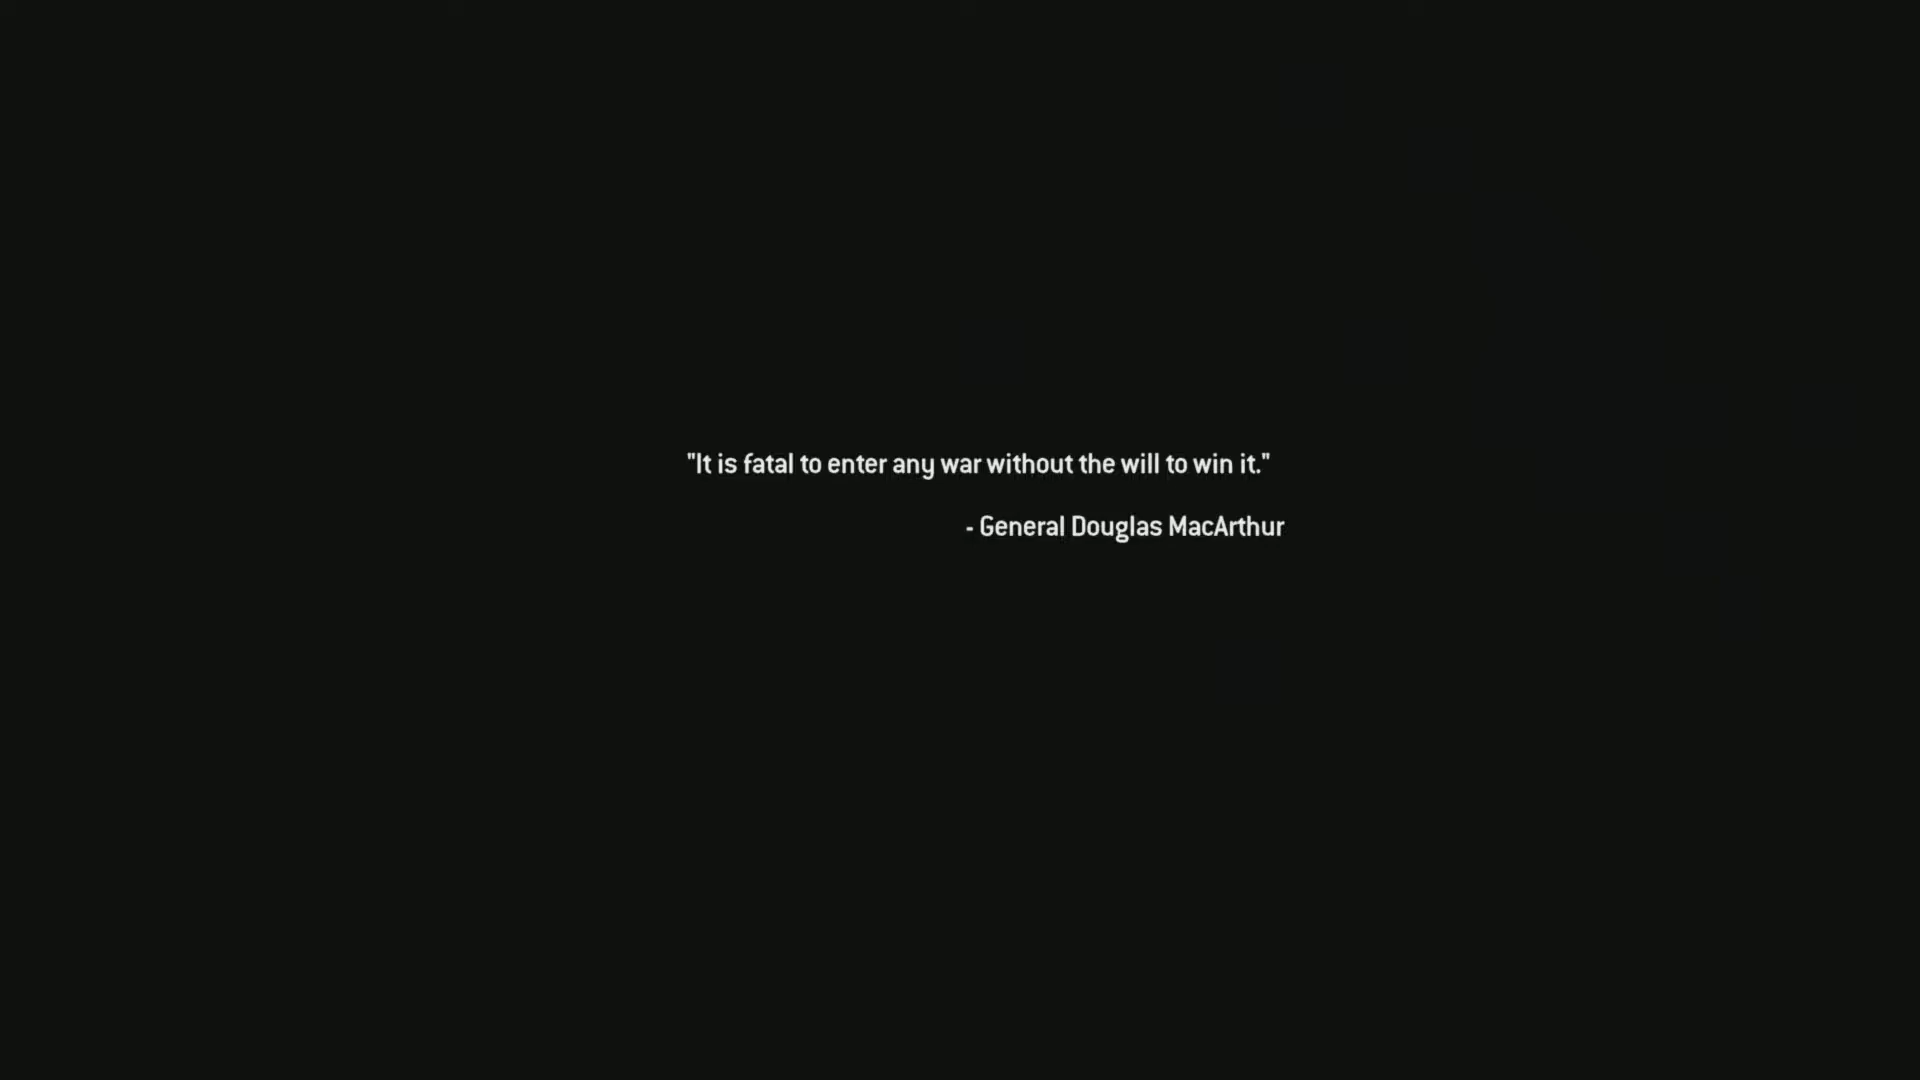 "It is fatal to enter any war without the will to win it."
- General Douglas MacArthur